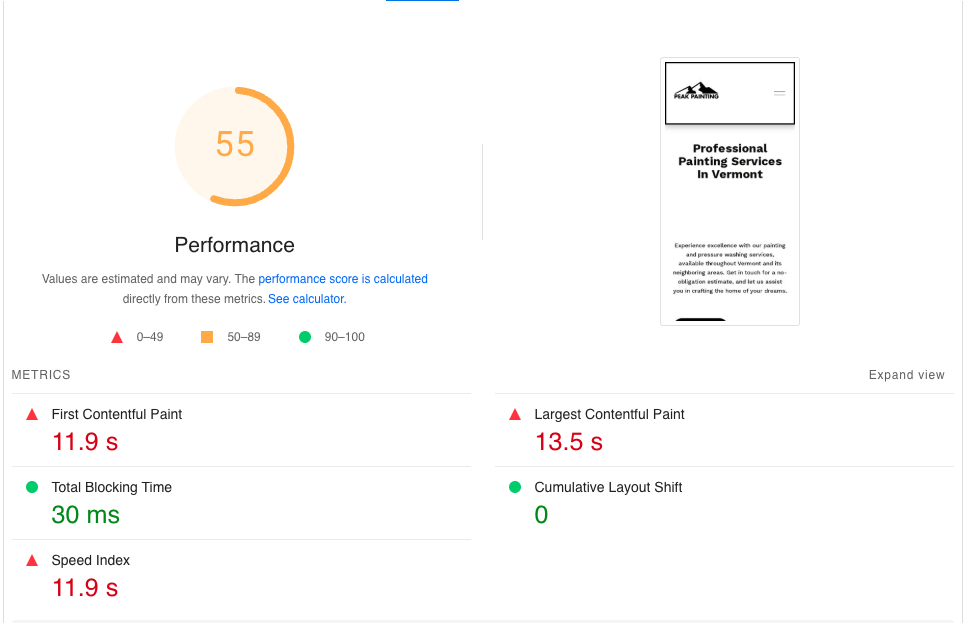 55
Performance
Values are estimated and may vary. The performance score is calculated
directly from these metrics. See calculator.
0–49
50–89
90–100
PEAK PAINTING
Professional
Painting Services
In Vermont
Experience excellence with our painting
and pressure washing services,
available throughout Vermont and its
neighboring areas. Get in touch for a no-
obligation estimate, and let us assist
you in crafting the home of your dreams.
METRICS
Expand view
First Contentful Paint
11.9 s
Largest Contentful Paint
13.5 s
Total Blocking Time
30 ms
Cumulative Layout Shift
0
Speed Index
11.9 s